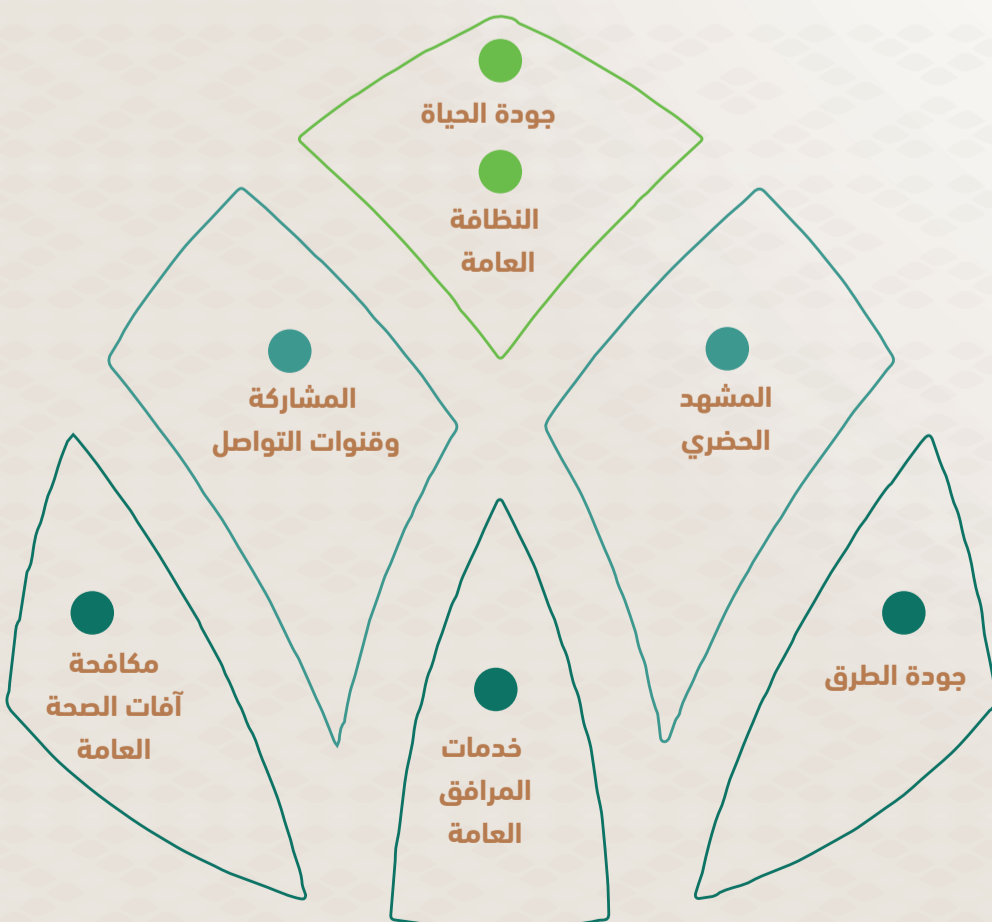 جودة الحياة
النظافة
العامة
المشهد
الحضري
المشاركة
وقنوات التواصل
جودة الطرق
خدمات
المرافق
العامة
مكافحة
آفات الصحة
العامة